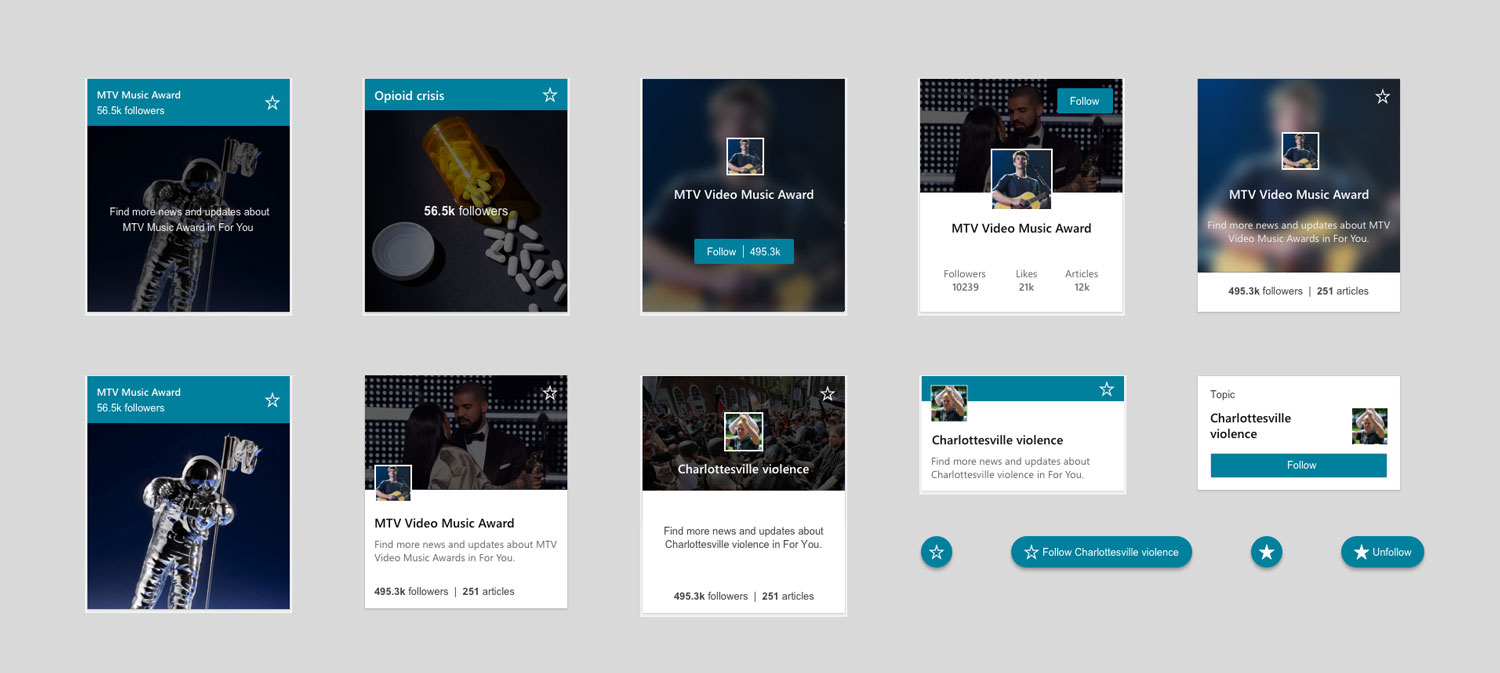 MTV Music Award
56.5k followers
Find more news and updates about
MTV Music Award in For You
Opioid crisis
56.5k followers
MTV Video Music Award
Follow | 495.3k
Follow
MTV Video Music Award
Followers Likes Articles
10239 21k 12k
MTV Video Music Award
Find more news and updates about MTV
Video Music Awards in For You.
495.3k followers | 251 articles
MTV Music Award
56.5k followers
MTV Video Music Award
Find more news and updates about MTV
Video Music Awards in For You.
495.3k followers | 251 articles
Charlottesville violence
Find more news and updates about
Charlottesville violence in For You.
495.3k followers | 251 articles
Charlottesville violence
Find more news and updates about
Charlottesville violence in For You.
Topic
Charlottesville
violence
Follow
Follow Charlottesville violence
Unfollow